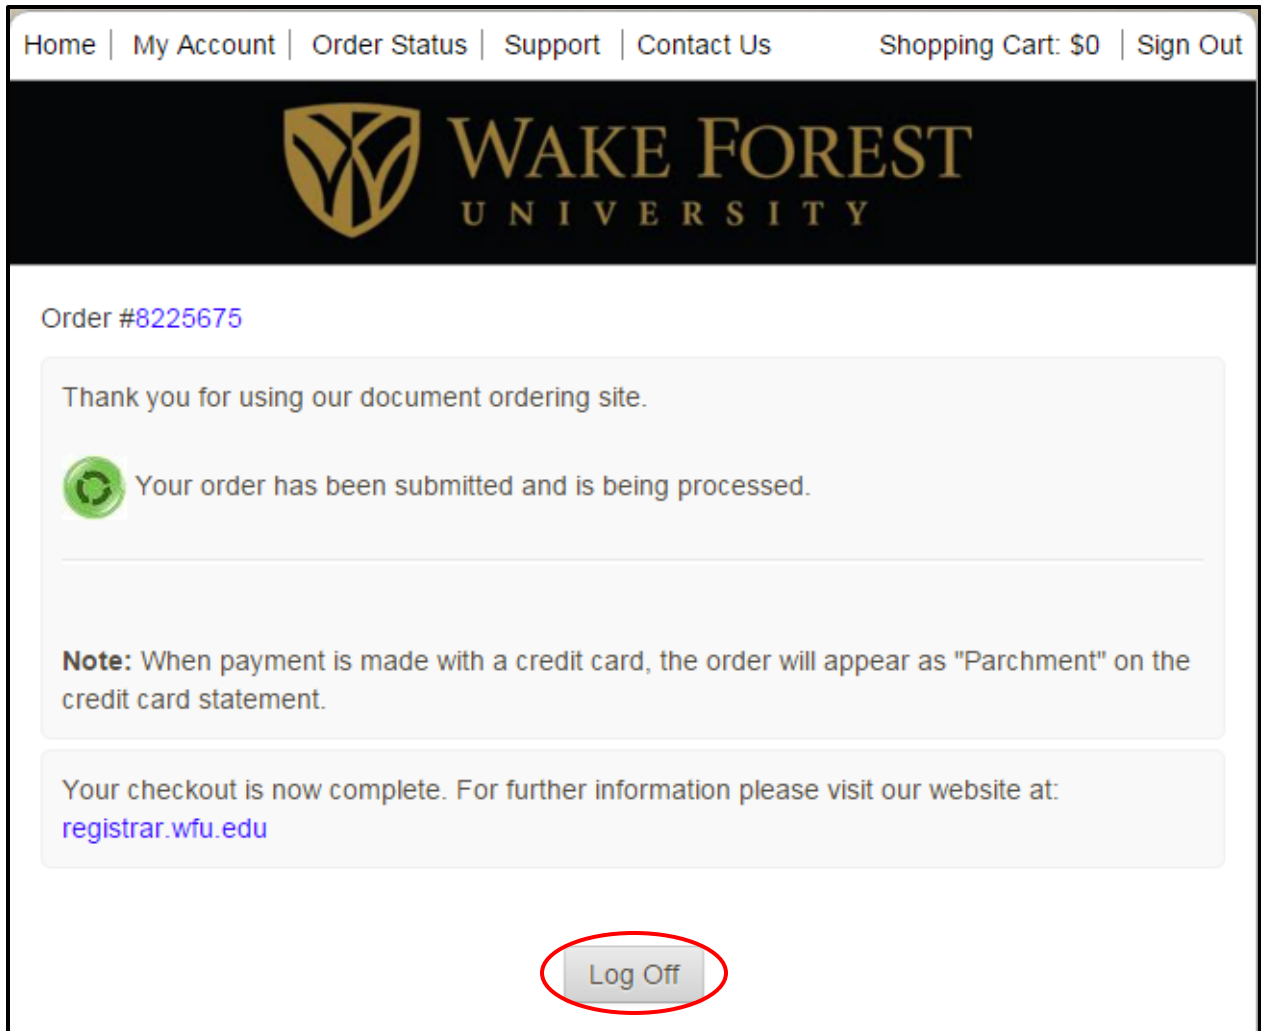 Home | My Account | Order Status | Support | Contact Us Shopping Cart: $0 | Sign Out
WAKE FOREST
UNIVERSITY
Order #8225675
Thank you for using our document ordering site.
Your order has been submitted and is being processed.
Note: When payment is made with a credit card, the order will appear as "Parchment" on the
credit card statement.
Your checkout is now complete. For further information please visit our website at:
registrar.wfu.edu
Log Off